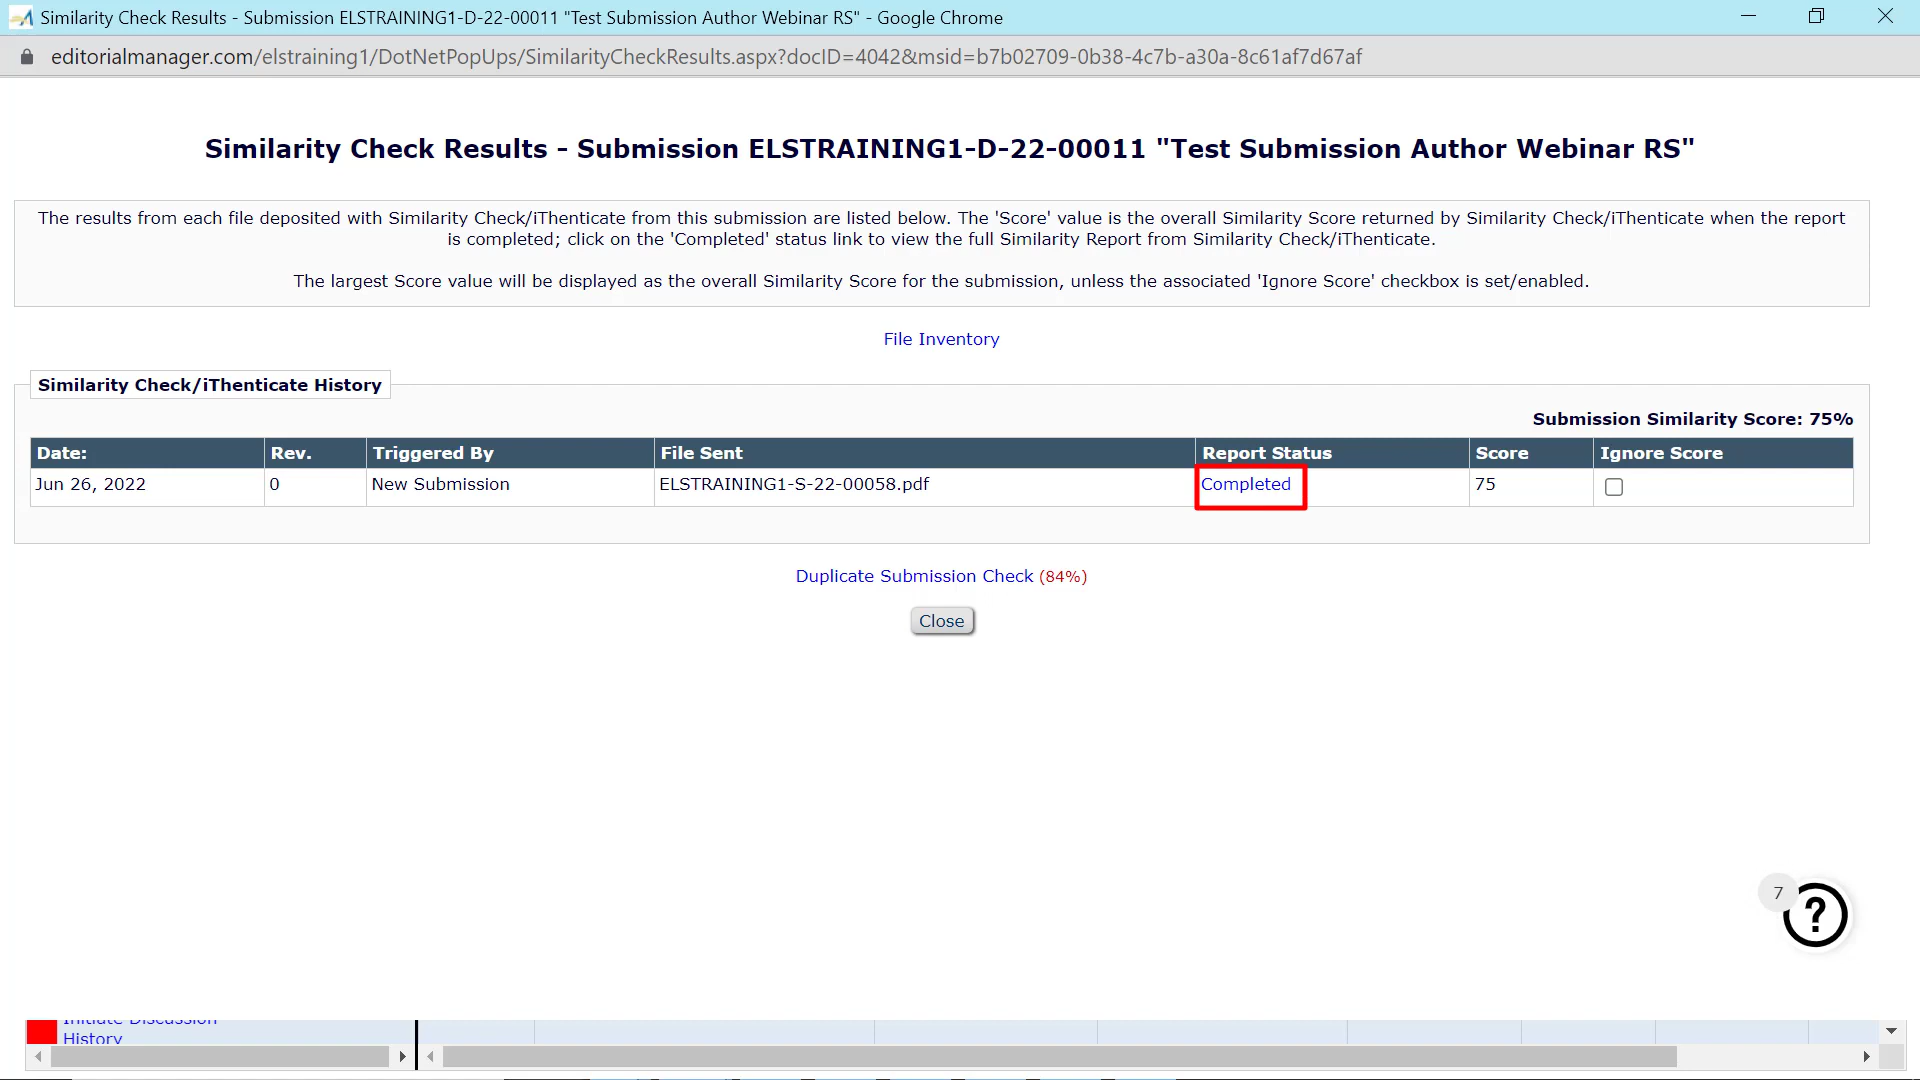 Similarity Check Results - Submission ELSTRAINING1-D-22-00011 "Test Submission Author Webinar RS" - Google Chrome
editorialmanager.com/elstraining1/DotNetPopUps/SimilarityCheckResults.aspx?docID=4042&msid=b7b02709-0b38-4c7b-a30a-8c61af7d67af
Similarity Check Results - Submission ELSTRAINING1-D-22-00011 "Test Submission Author Webinar RS"
The results from each file deposited with Similarity Check/iThenticate from this submission are listed below. The 'Score' value is the overall Similarity Score returned by Similarity Check/iThenticate when the report
is completed; click on the 'Completed' status link to view the full Similarity Report from Similarity Check/iThenticate.
The largest Score value will be displayed as the overall Similarity Score for the submission, unless the associated 'Ignore Score' checkbox is set/enabled.
File Inventory
Similarity Check/iThenticate History
Submission Similarity Score: 75%
Date: Rev. Triggered By File Sent Report Status Score Ignore Score
Jun 26, 2022 0 New Submission ELSTRAINING1-S-22-00058.pdf Completed 75
Duplicate Submission Check (84%)
Close
7
?
Initiate Discussion
History